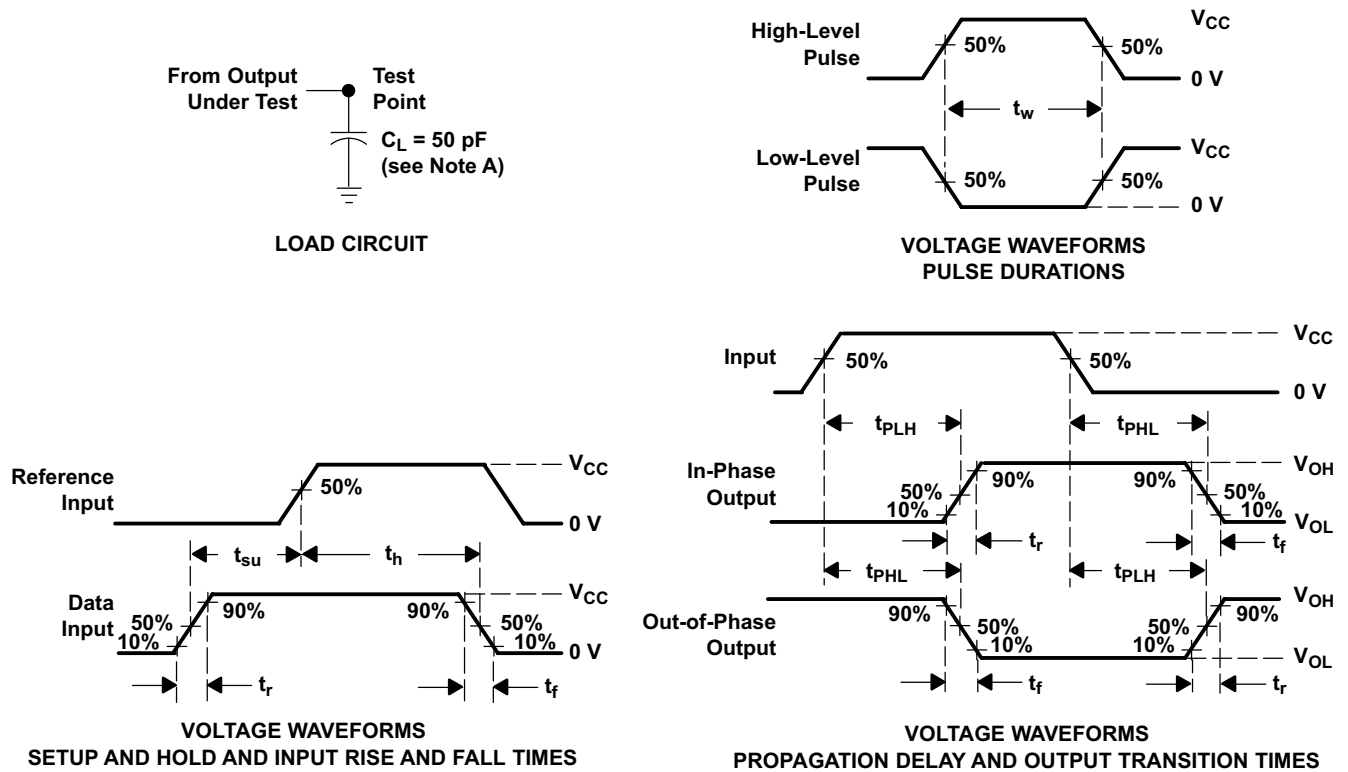 From Output
Under Test
Test
Point
CL = 50 pF
(see Note A)
LOAD CIRCUIT
High-Level
Pulse
50%
50%
VCC
0 V
tw
Low-Level
Pulse
50%
50%
VCC
0 V
VOLTAGE WAVEFORMS
PULSE DURATIONS
Reference
Input
50%
VCC
0 V
tsu
th
Data
Input
50%
10%
90%
90%
50%
10%
VCC
0 V
tr
tf
VOLTAGE WAVEFORMS
SETUP AND HOLD AND INPUT RISE AND FALL TIMES
Input
50%
50%
VCC
0 V
tPLH
tPHL
In-Phase
Output
50%
10%
90%
90%
50%
10%
VOH
VOL
tr
tf
tPHL
tPLH
Out-of-Phase
Output
90%
50%
10%
50%
10%
90%
VOH
VOL
tf
tr
VOLTAGE WAVEFORMS
PROPAGATION DELAY AND OUTPUT TRANSITION TIMES